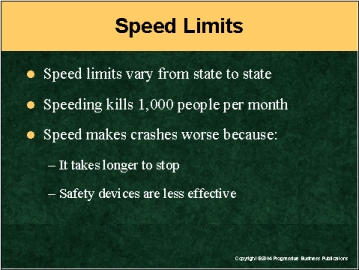 Speed Limits
Speed limits vary from state to state
Speeding kills 1,000 people per month
Speed makes crashes worse because:
– It takes longer to stop
– Safety devices are less effective
Copyright Progressive Business Publications